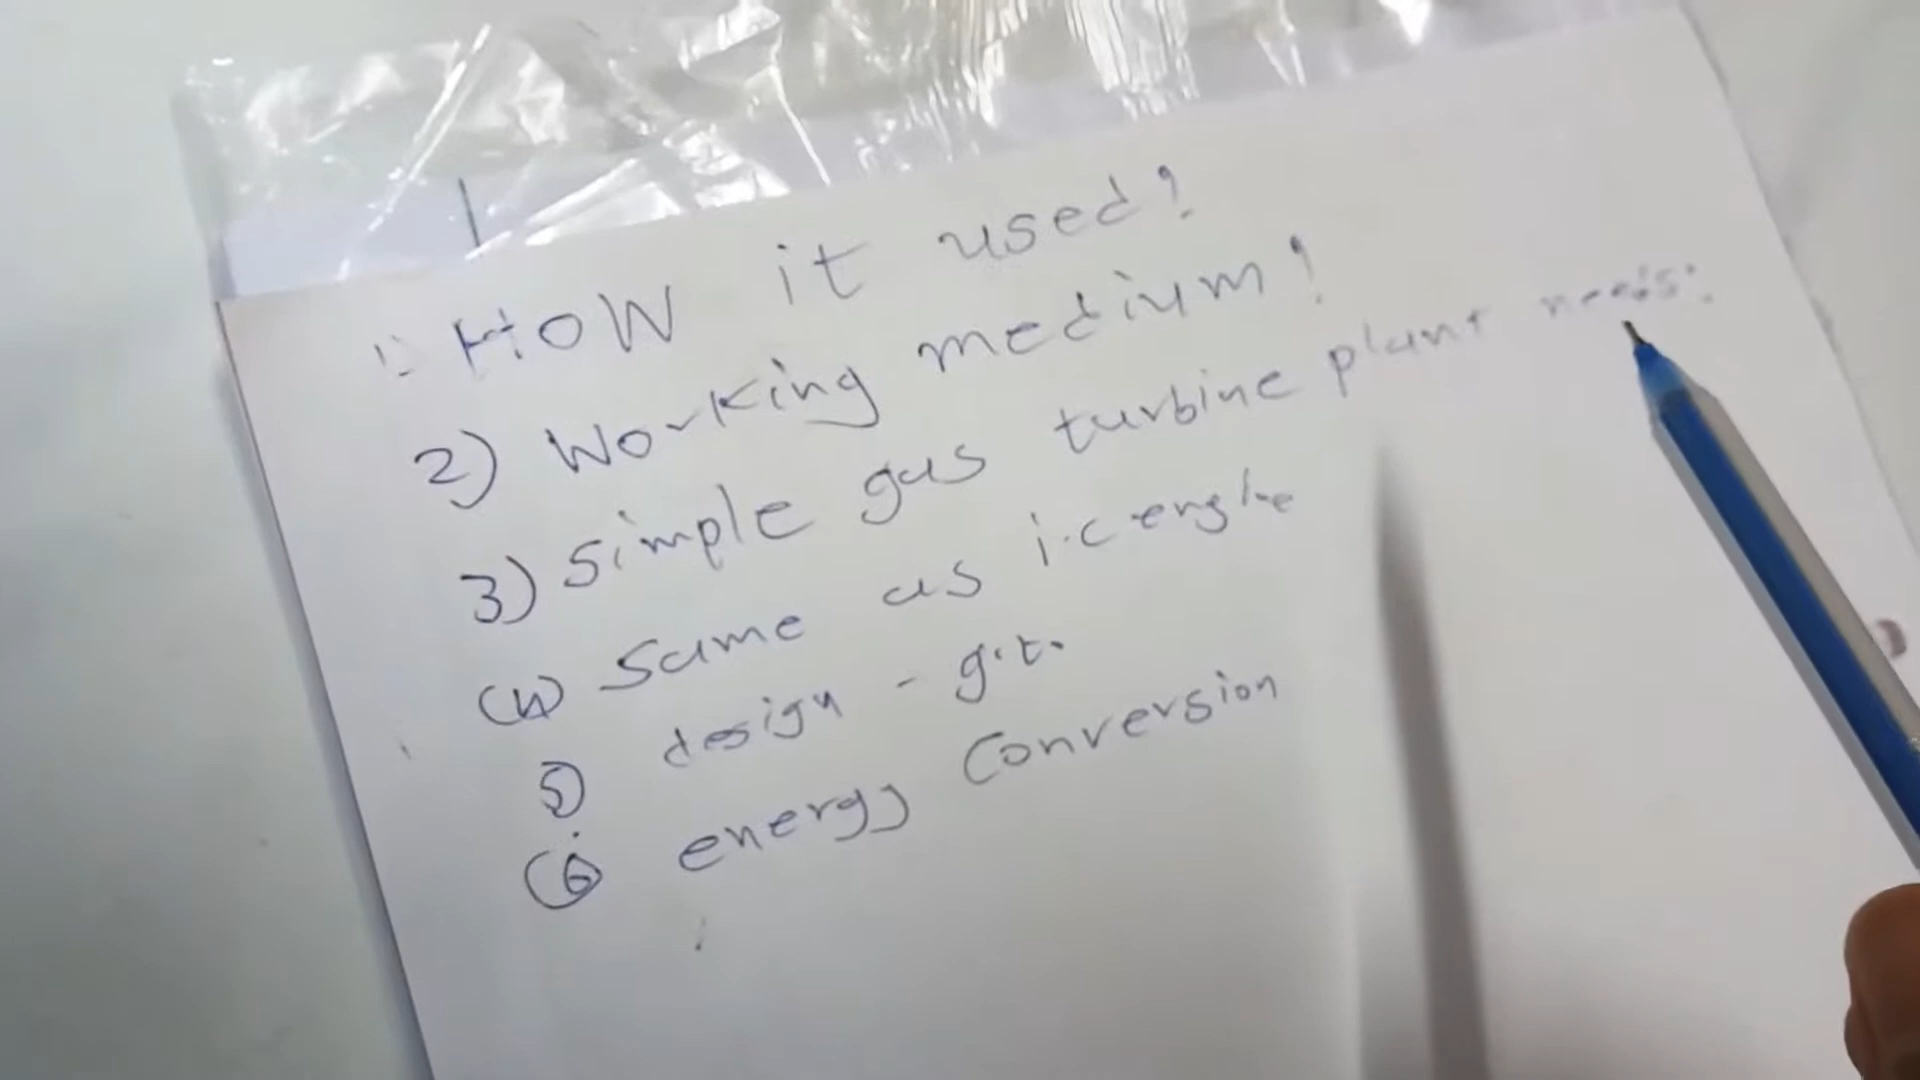 1) HOW it used?
2) Working medium?
3) simple gas turbine plant needs:
(4) Same as i.c engine
5) design - g.t.
(6) energy Conversion